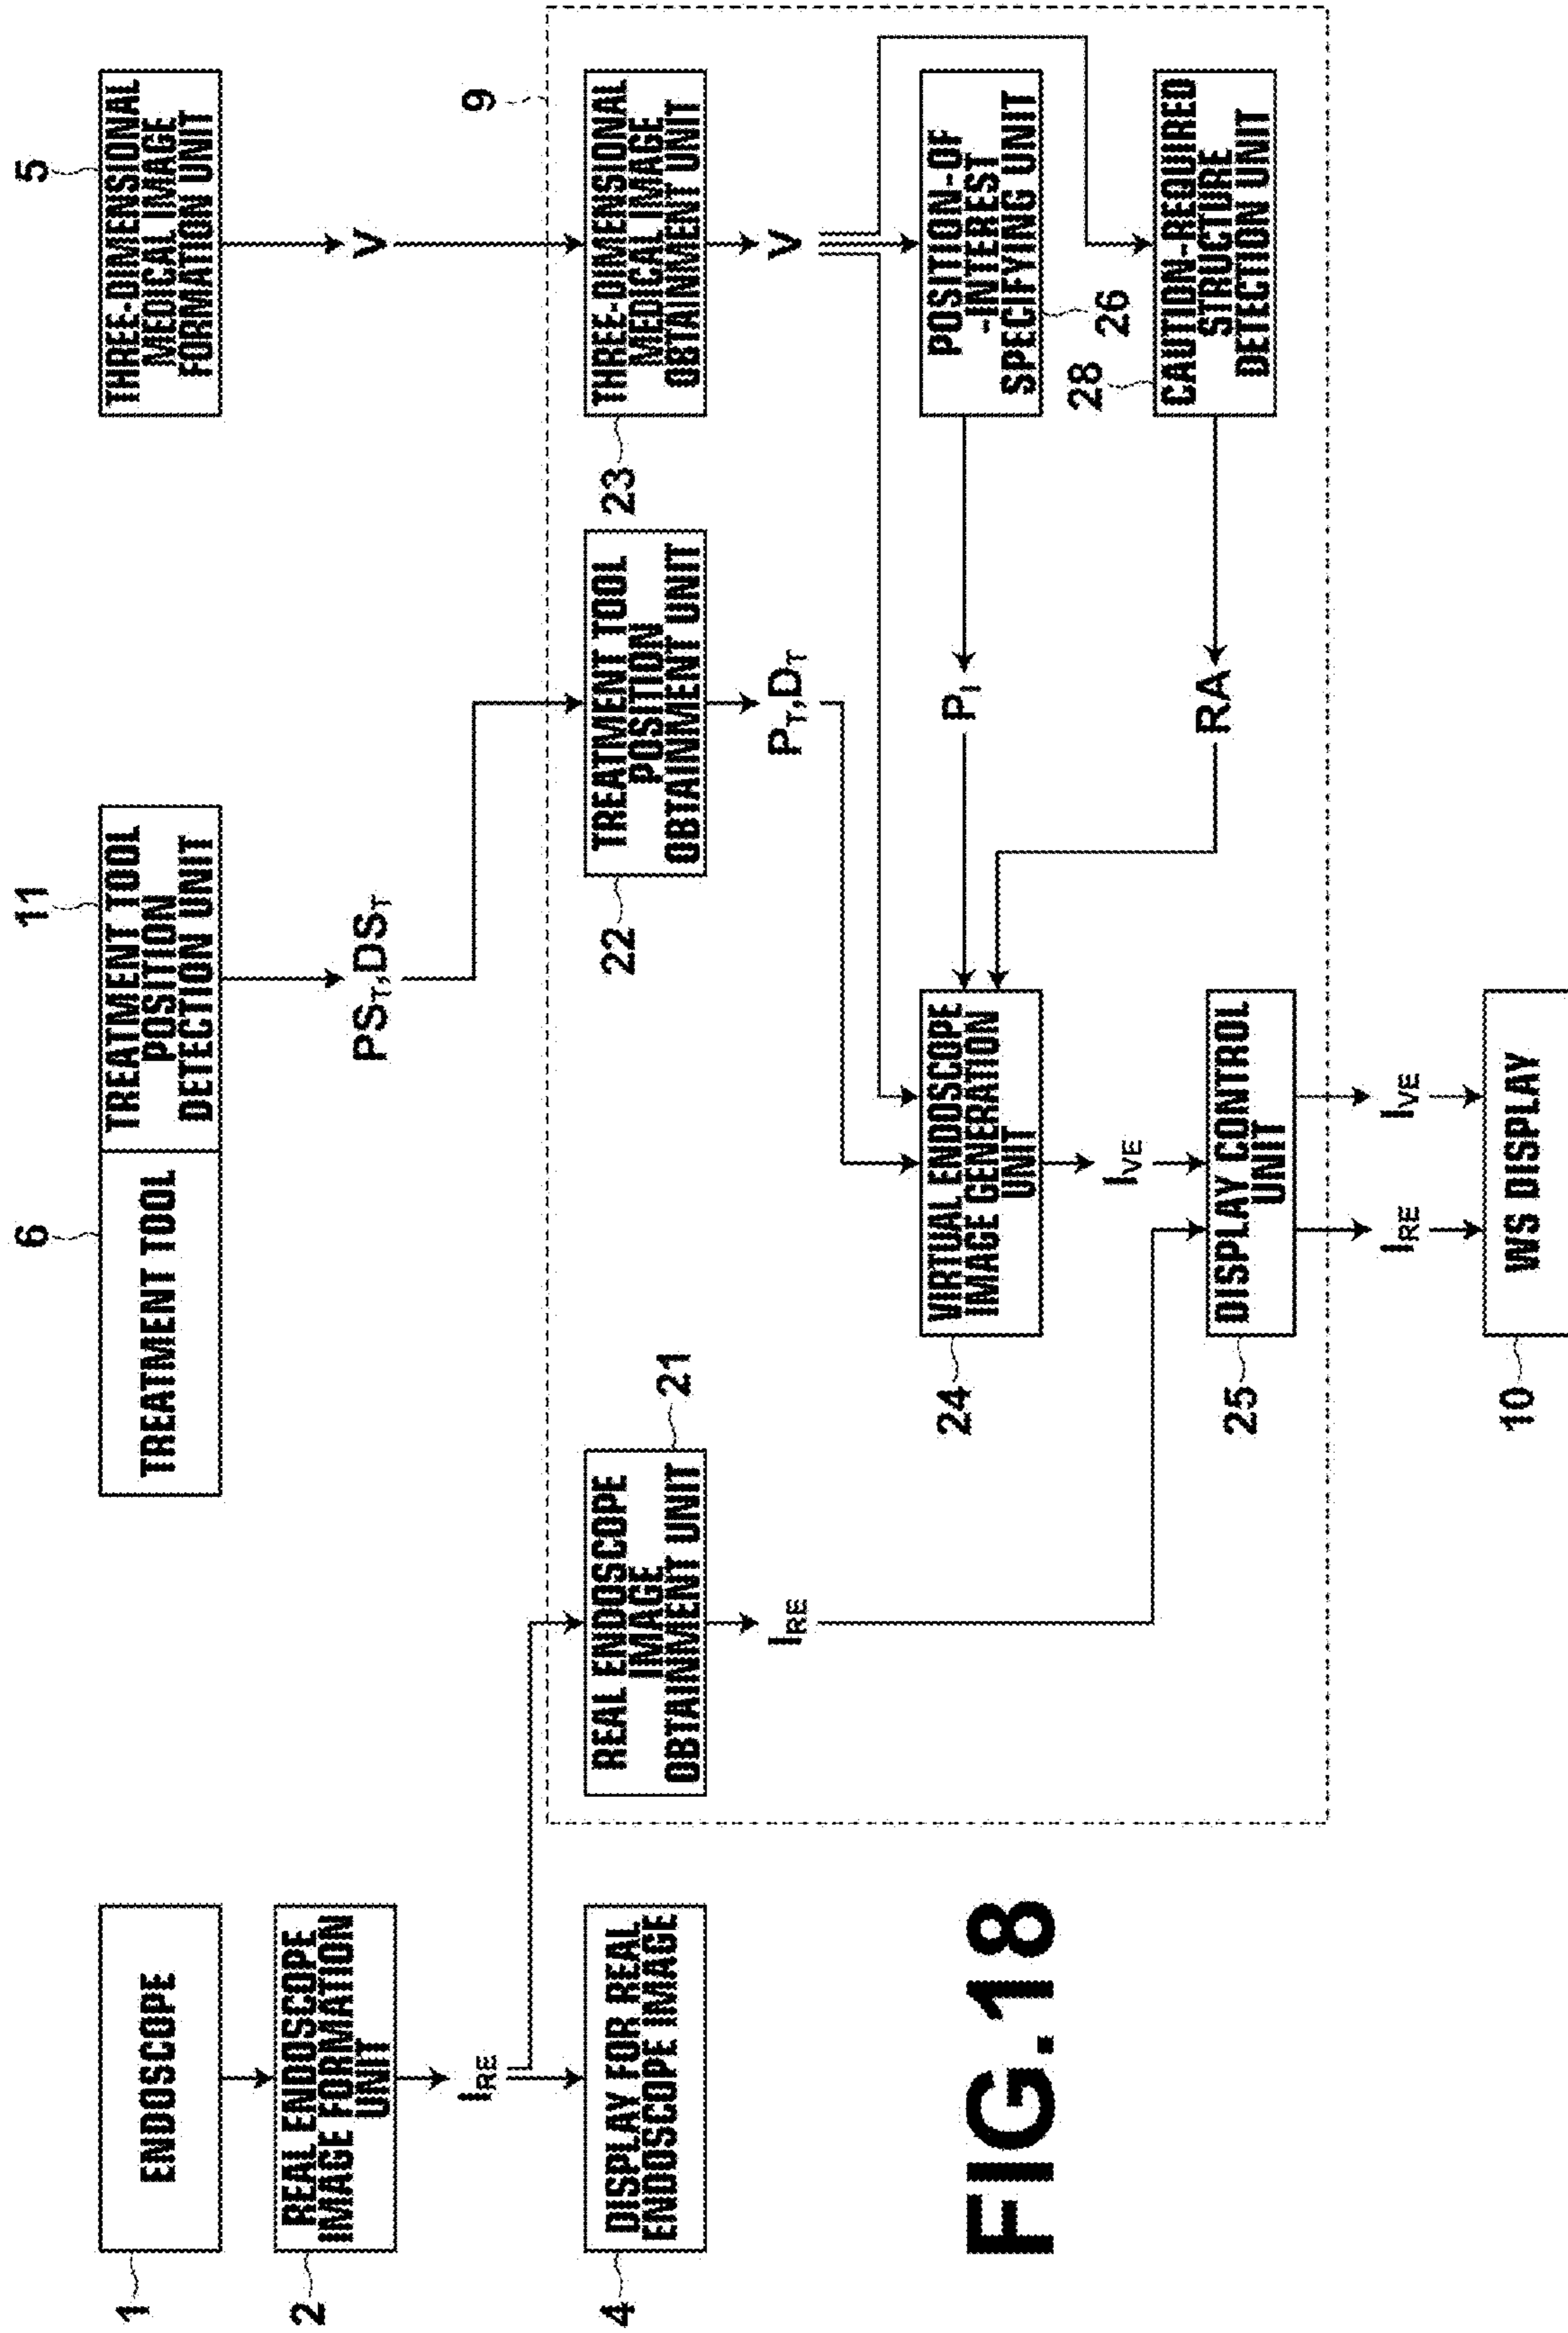 1
ENDOSCOPE
2
REAL ENDOSCOPE
IMAGE FORMATION
UNIT
I_RE
4
DISPLAY FOR REAL
ENDOSCOPE IMAGE
6
TREATMENT TOOL
11
TREATMENT TOOL
POSITION
DETECTION UNIT
PS_T,DS_T
5
THREE-DIMENSIONAL
MEDICAL IMAGE
FORMATION UNIT
V
9
REAL ENDOSCOPE
IMAGE
OBTAINMENT UNIT
21
I_RE
22
TREATMENT TOOL
POSITION
OBTAINMENT UNIT
P_T,D_T
23
THREE-DIMENSIONAL
MEDICAL IMAGE
OBTAINMENT UNIT
V
24
VIRTUAL ENDOSCOPE
IMAGE GENERATION
UNIT
P_I
POSITION-OF
-INTEREST
SPECIFYING UNIT
26
I_VE
RA
28
CAUTION-REQUIRED
STRUCTURE
DETECTION UNIT
25
DISPLAY CONTROL
UNIT
I_RE
I_VE
10
WS DISPLAY
FIG.18